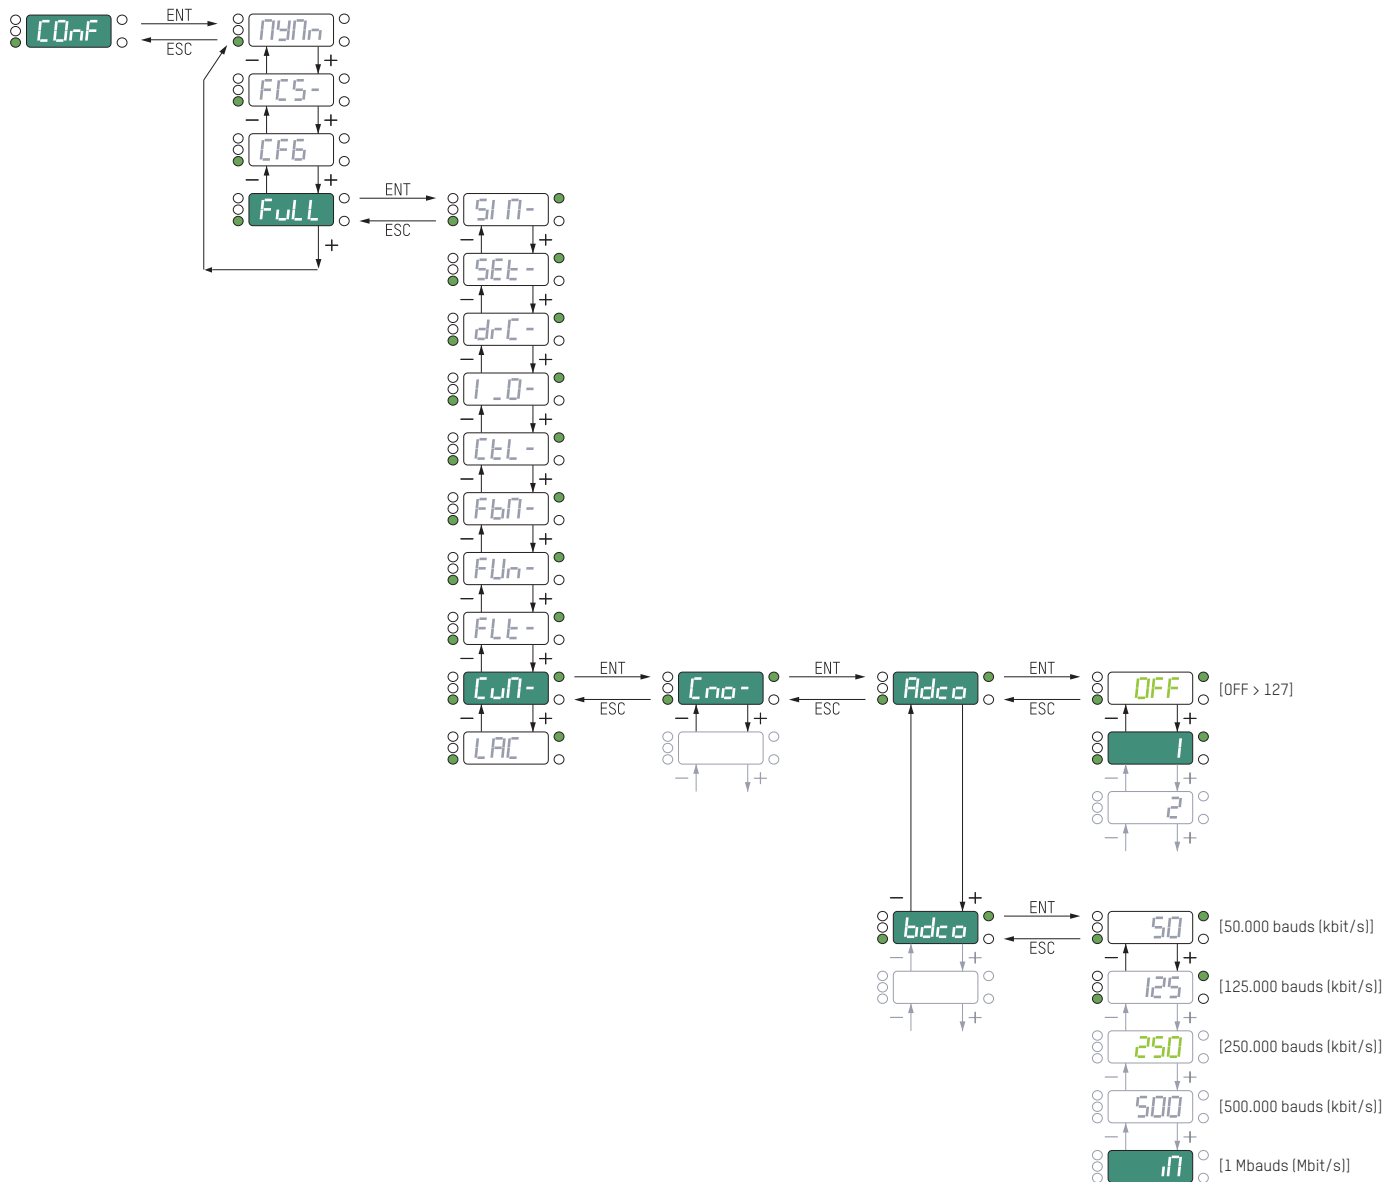 COnF
ENT
ESC
MYMn
- +
FCS-
- +
CFG
- +
FuLL
+
ENT
ESC
SIM-
- +
SEt-
- +
drC-
- +
I_O-
- +
CtL-
- +
FbM-
- +
FUn-
- +
FLt-
- +
CuM-
- +
LAC
ENT
ESC
Cno-
- +
- +
ENT
ESC
Adco
- +
ENT
ESC
OFF [OFF > 127]
- +
1
- +
2
- +
bdco
- +
- +
ENT
ESC
50 [50.000 bauds (kbit/s)]
- +
125 [125.000 bauds (kbit/s)]
- +
250 [250.000 bauds (kbit/s)]
- +
500 [500.000 bauds (kbit/s)]
- +
1M [1 Mbauds (Mbit/s)]